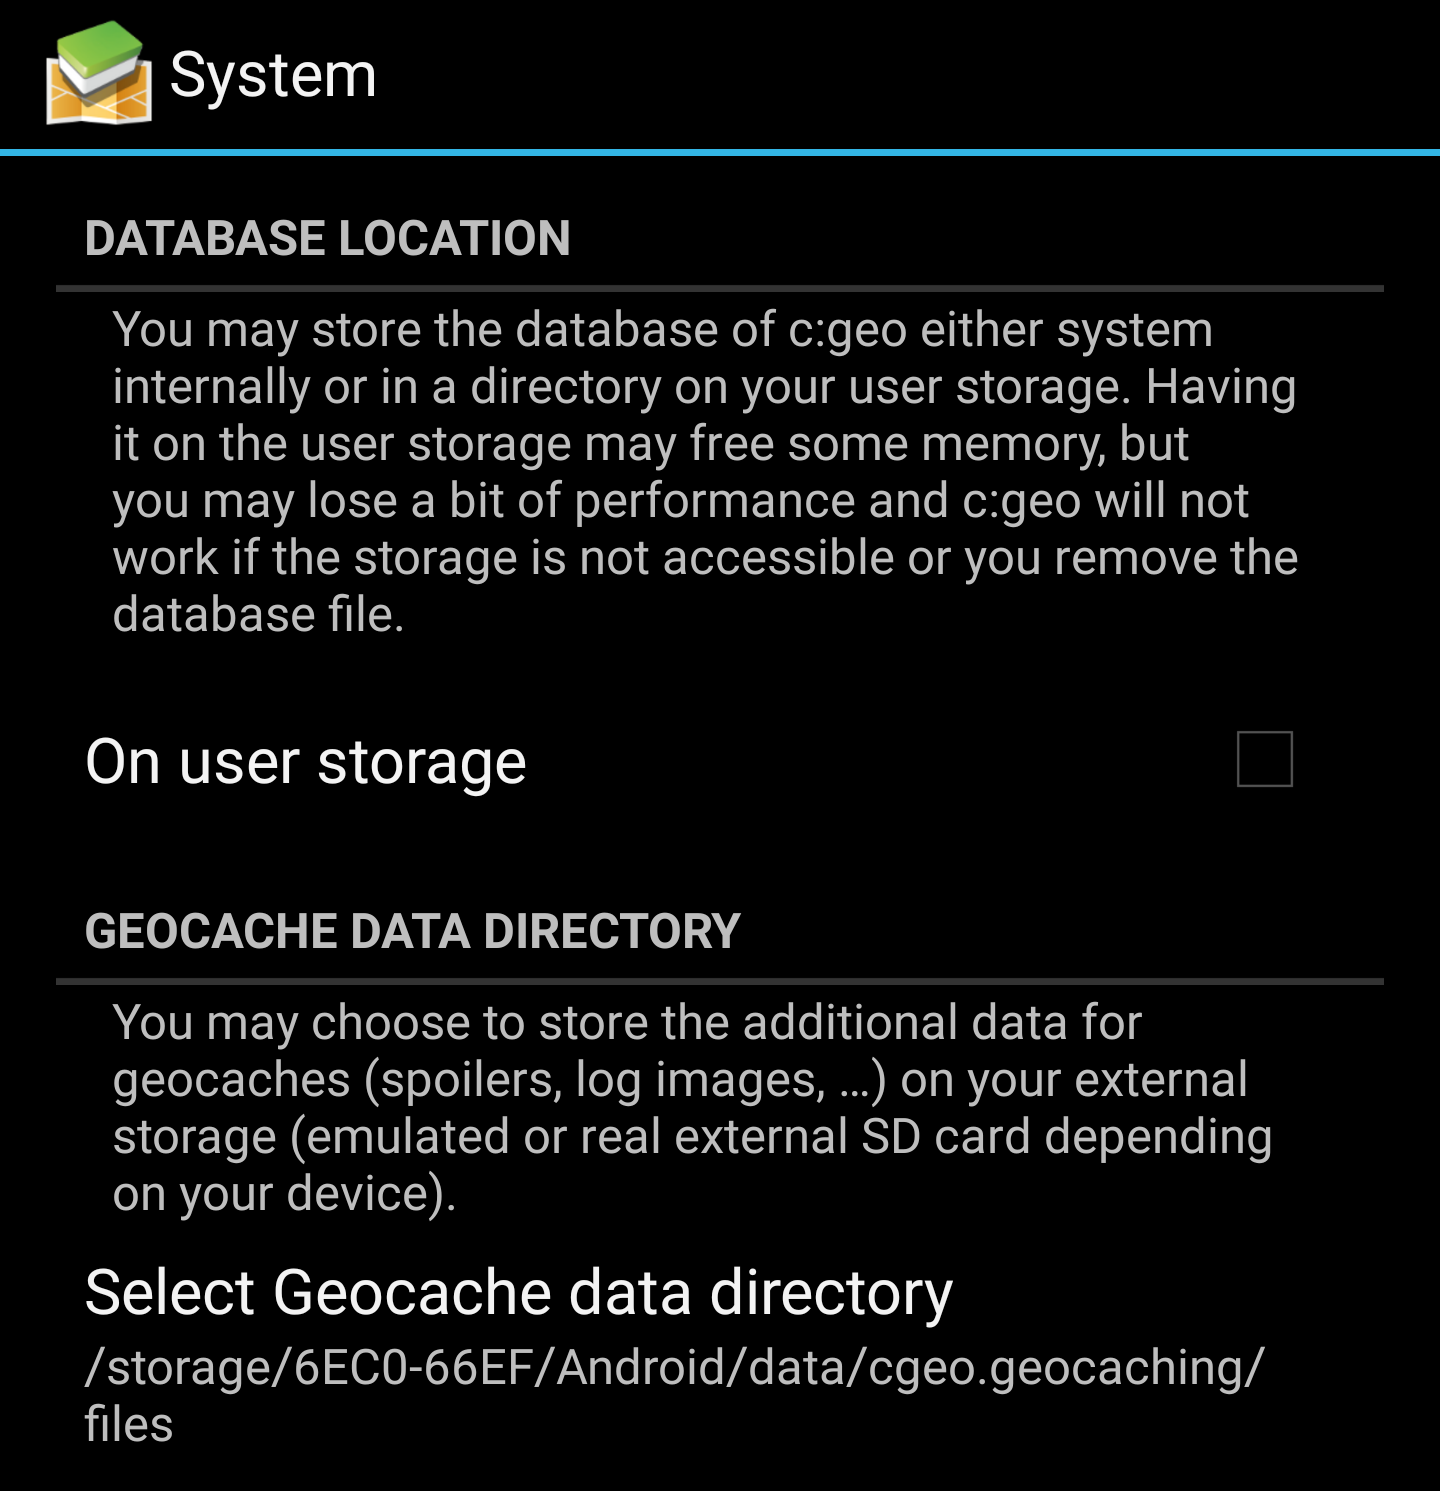 System
DATABASE LOCATION
You may store the database of c:geo either system
internally or in a directory on your user storage. Having
it on the user storage may free some memory, but
you may lose a bit of performance and c:geo will not
work if the storage is not accessible or you remove the
database file.
On user storage
GEOCACHE DATA DIRECTORY
You may choose to store the additional data for
geocaches (spoilers, log images, …) on your external
storage (emulated or real external SD card depending
on your device).
Select Geocache data directory
/storage/6EC0-66EF/Android/data/cgeo.geocaching/
files